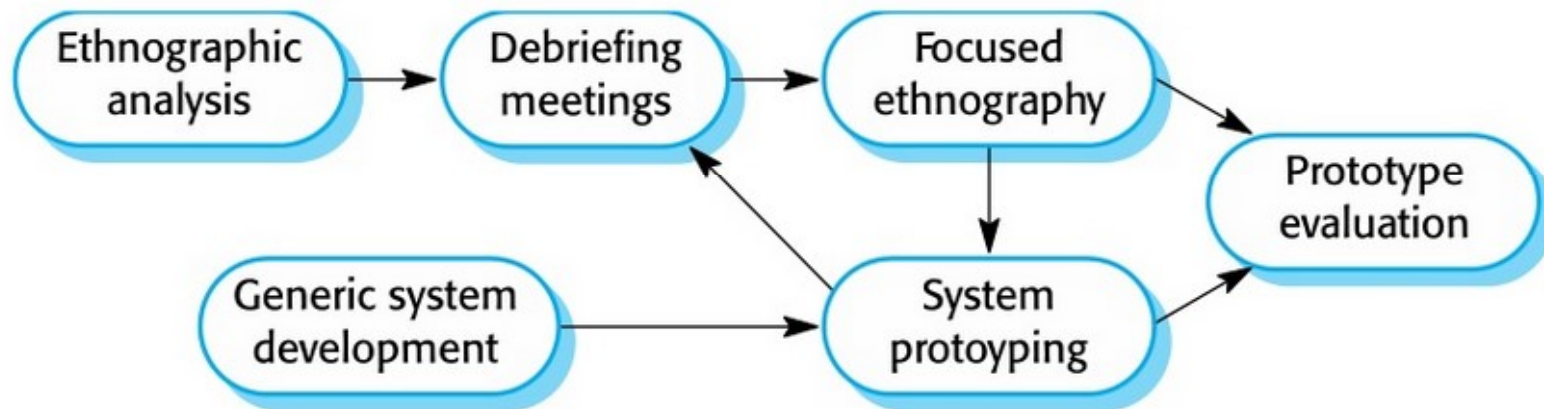 Ethnographic
analysis
Debriefing
meetings
Focused
ethnography
Prototype
evaluation
Generic system
development
System
protoyping